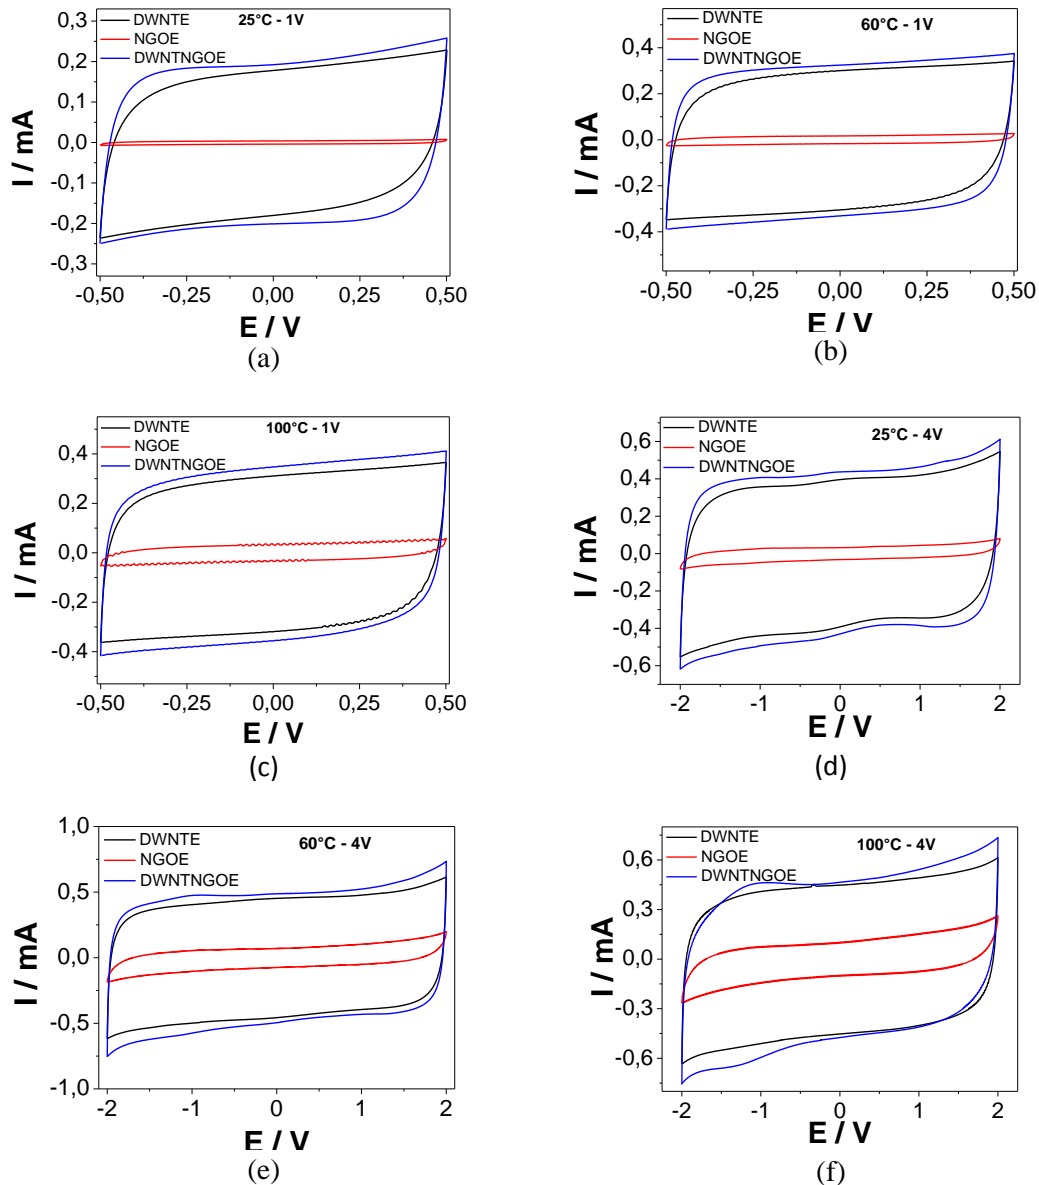 0,3
0,2
0,1
0,0
-0,1
-0,2
-0,3
I / mA
DWNTE
NGOE
DWNTNGOE
25°C - 1V
-0,50 -0,25 0,00 0,25 0,50
E / V
(a)
0,4
0,2
0,0
-0,2
-0,4
I / mA
DWNTE
NGOE
DWNTNGOE
60°C - 1V
-0,50 -0,25 0,00 0,25 0,50
E / V
(b)
0,4
0,2
0,0
-0,2
-0,4
I / mA
DWNTE
NGOE
DWNTNGOE
100°C - 1V
-0,50 -0,25 0,00 0,25 0,50
E / V
(c)
0,6
0,4
0,2
0,0
-0,2
-0,4
-0,6
I / mA
DWNTE
NGOE
DWNTNGOE
25°C - 4V
-2 -1 0 1 2
E / V
(d)
1,0
0,5
0,0
-0,5
-1,0
I / mA
DWNTE
NGOE
DWNTNGOE
60°C - 4V
-2 -1 0 1 2
E / V
(e)
0,6
0,3
0,0
-0,3
-0,6
I / mA
DWNTE
NGOE
DWNTNGOE
100°C - 4V
-2 -1 0 1 2
E / V
(f)